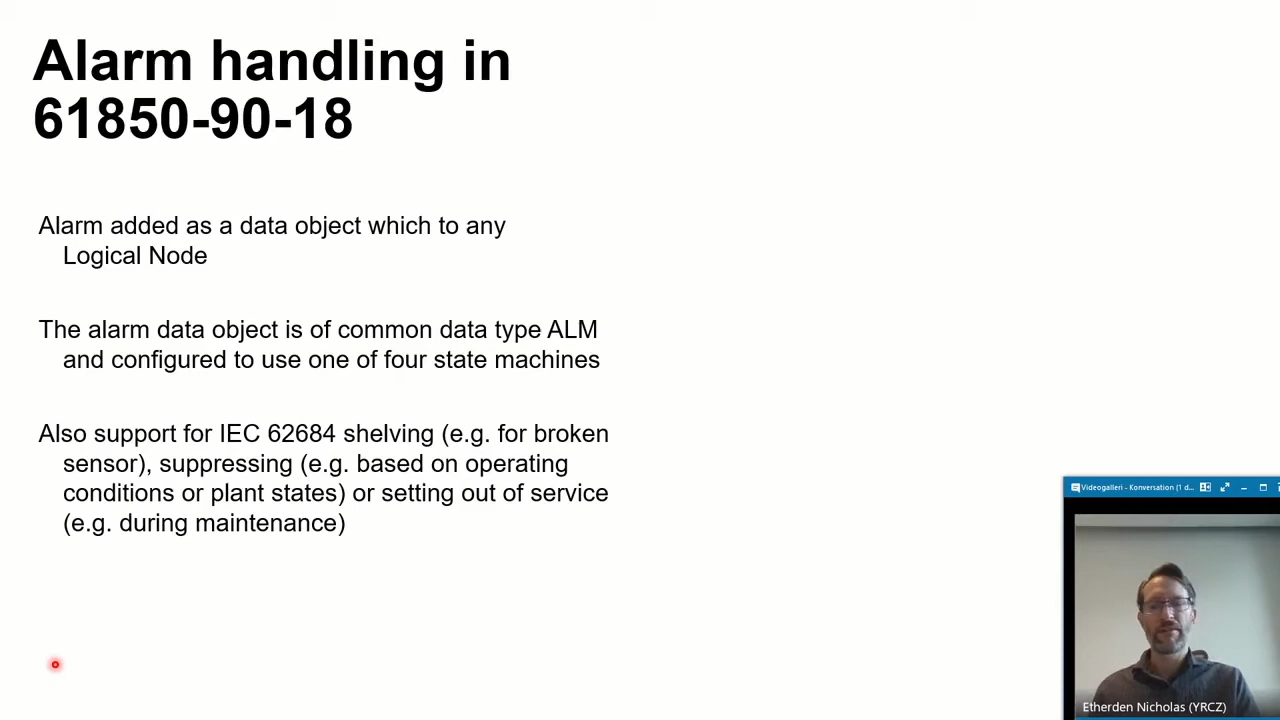 Alarm handling in
61850-90-18
Alarm added as a data object which to any
Logical Node
The alarm data object is of common data type ALM
and configured to use one of four state machines
Also support for IEC 62684 shelving (e.g. for broken
sensor), suppressing (e.g. based on operating
conditions or plant states) or setting out of service
(e.g. during maintenance)
Videogalleri - Konversation (1 d...
Etherden Nicholas (YRCZ)